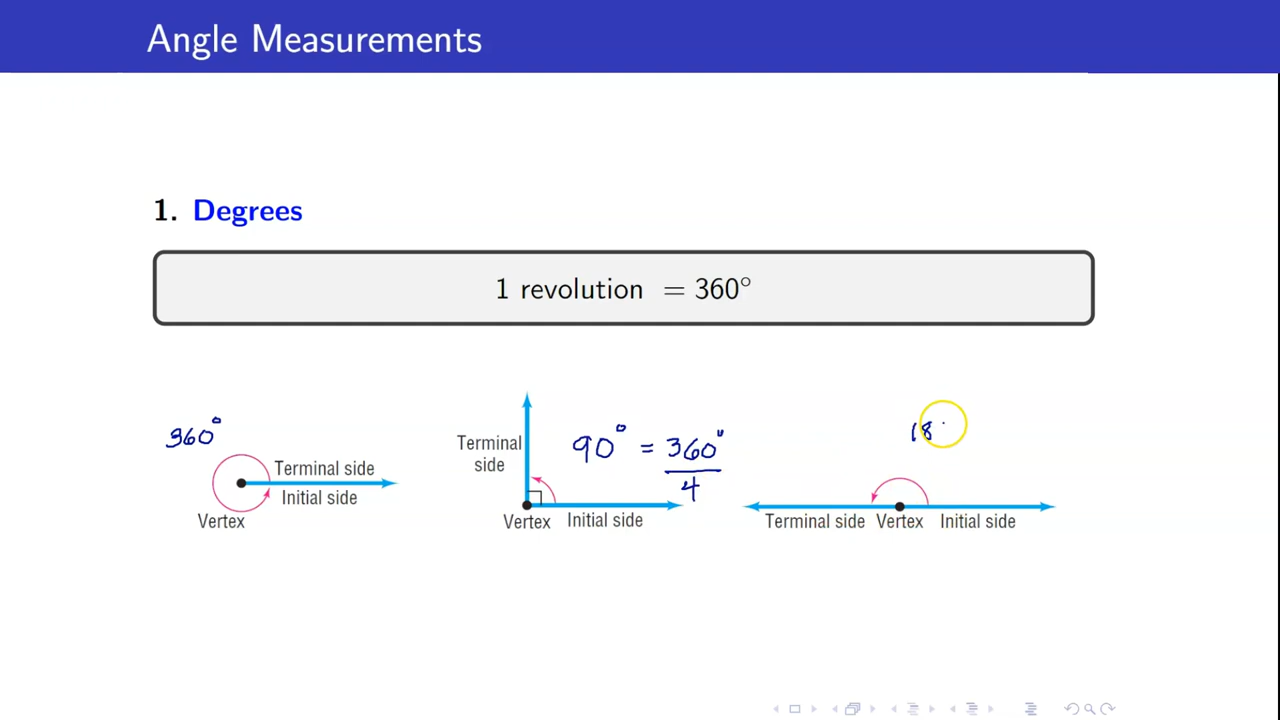 Angle Measurements
1. Degrees
1 revolution = 360°
360°
Terminal side
Initial side
Vertex
Terminal
side
90° = 360°
4
Vertex Initial side
18
Terminal side Vertex Initial side